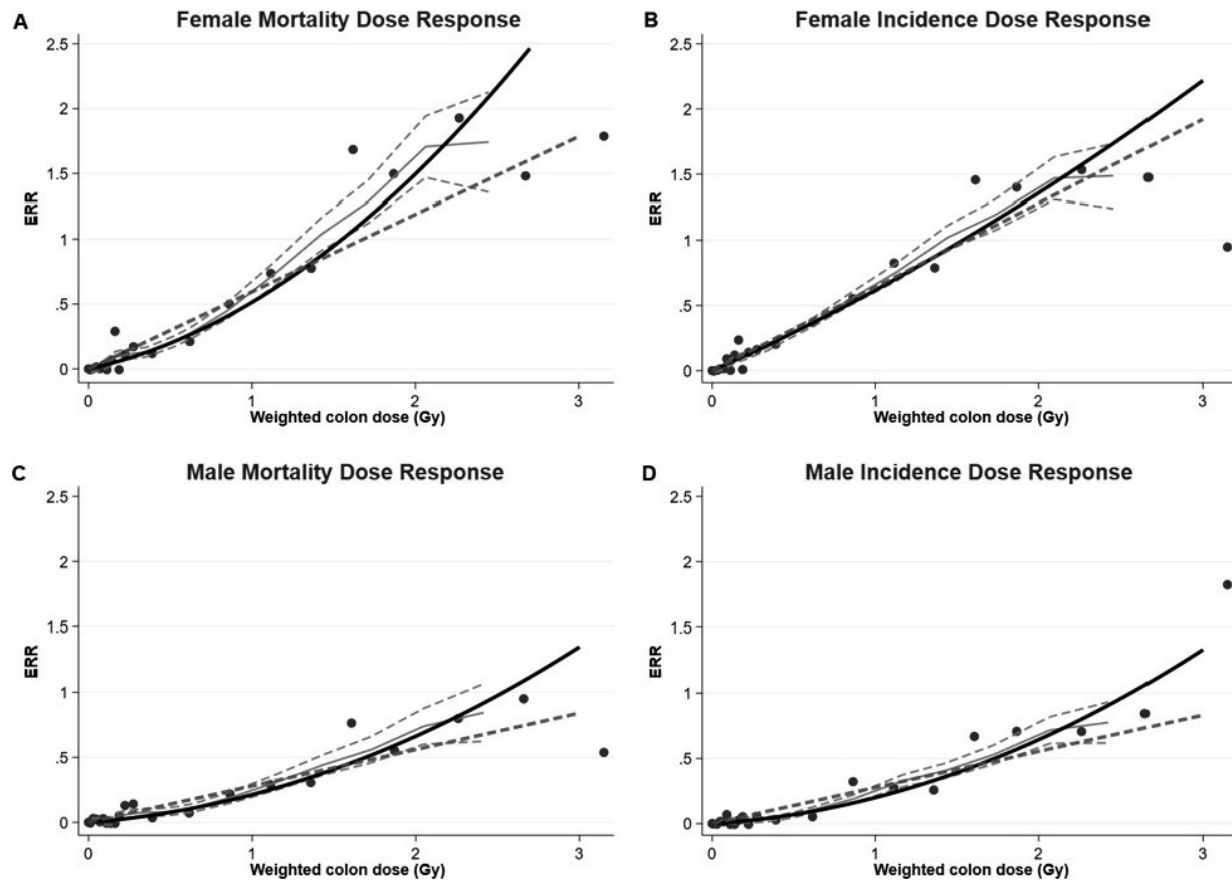 A
Female Mortality Dose Response
2.5
2
1.5
1
.5
0
ERR
0 1 2 3
Weighted colon dose (Gy)
B
Female Incidence Dose Response
2.5
2
1.5
1
.5
0
ERR
0 1 2 3
Weighted colon dose (Gy)
C
Male Mortality Dose Response
2.5
2
1.5
1
.5
0
ERR
0 1 2 3
Weighted colon dose (Gy)
D
Male Incidence Dose Response
2.5
2
1.5
1
.5
0
ERR
0 1 2 3
Weighted colon dose (Gy)